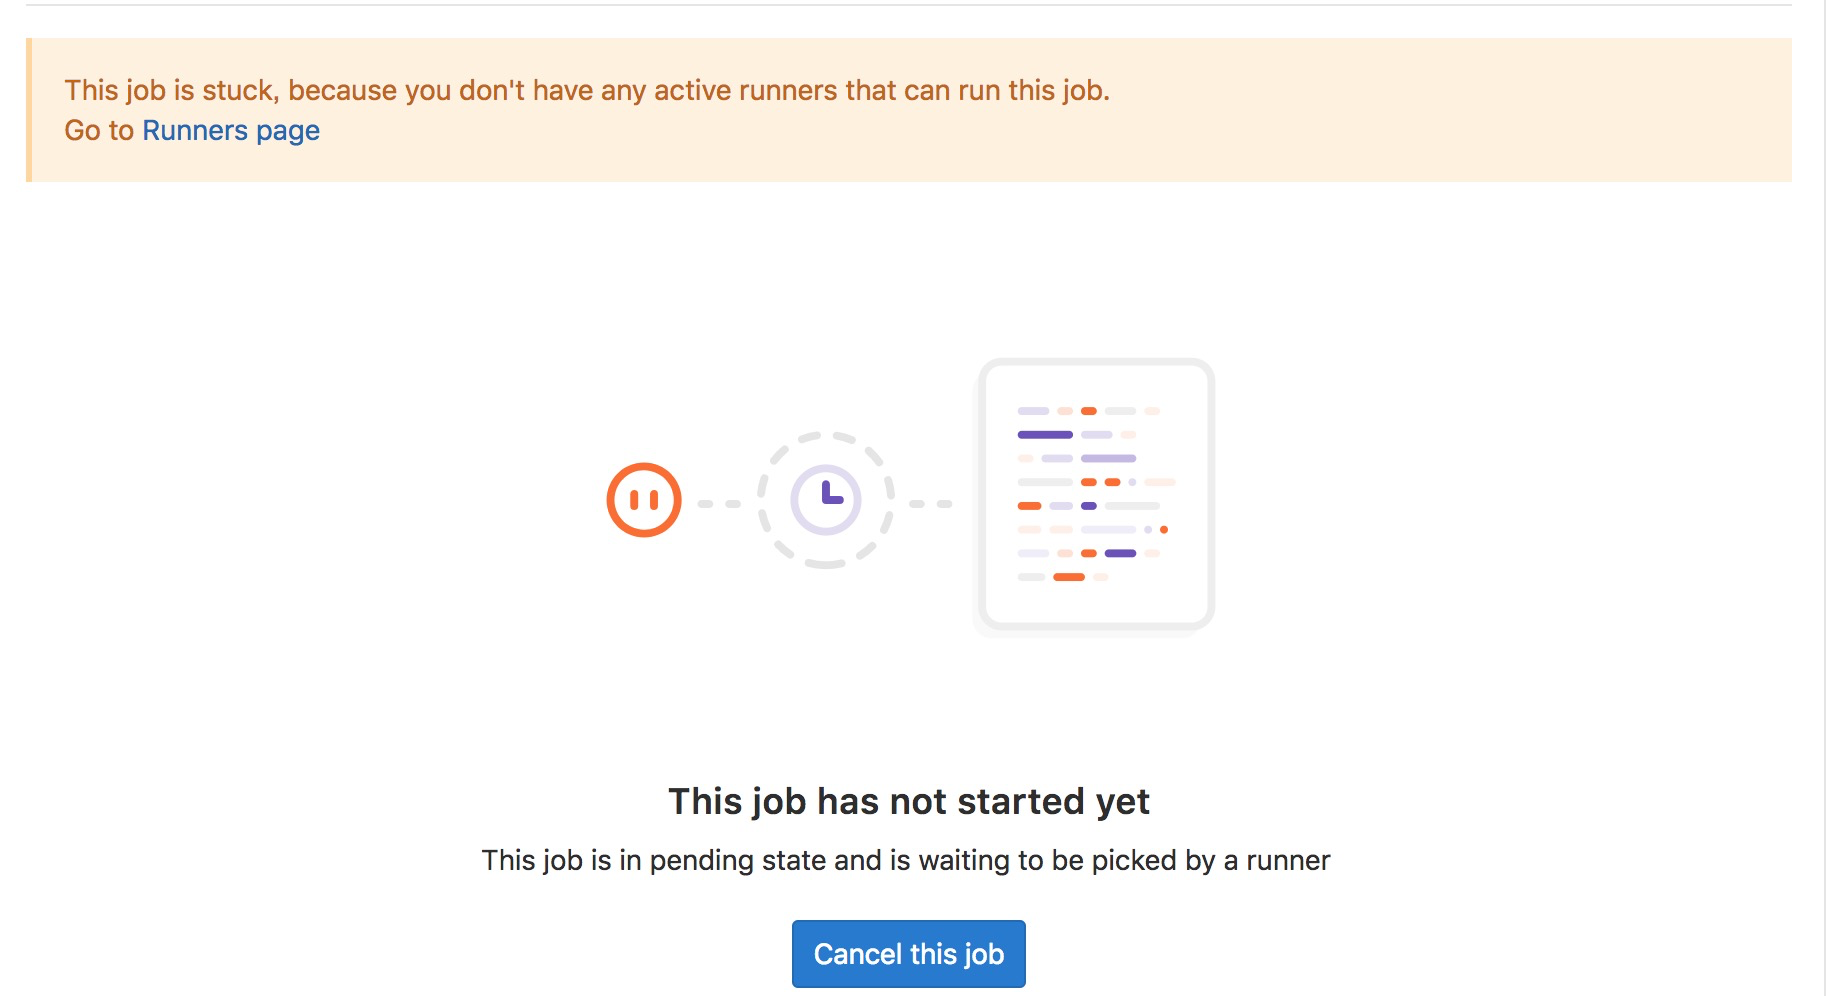 This job is stuck, because you don't have any active runners that can run this job.
Go to Runners page
This job has not started yet
This job is in pending state and is waiting to be picked by a runner
Cancel this job